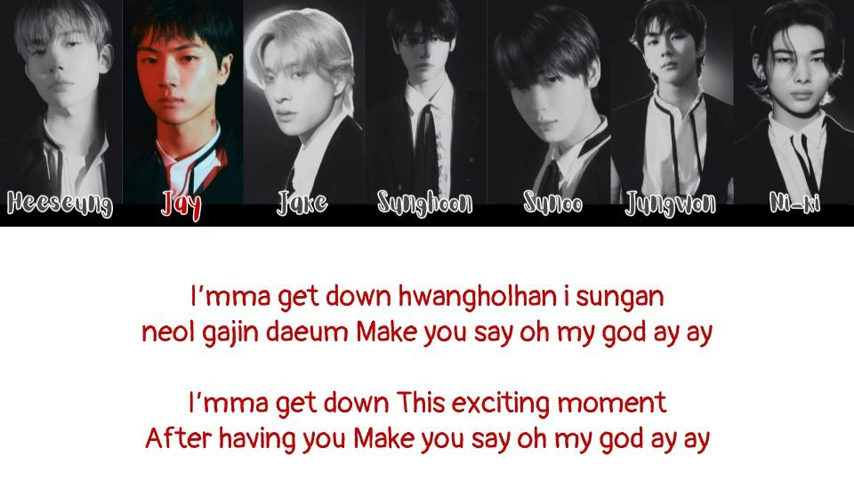 Heeseung Jay Jake Sunghoon Sunoo Jungwon Ni-ki
I'mma get down hwangholhan i sungan
neol gajin daeum Make you say oh my god ay ay
I'mma get down This exciting moment
After having you Make you say oh my god ay ay